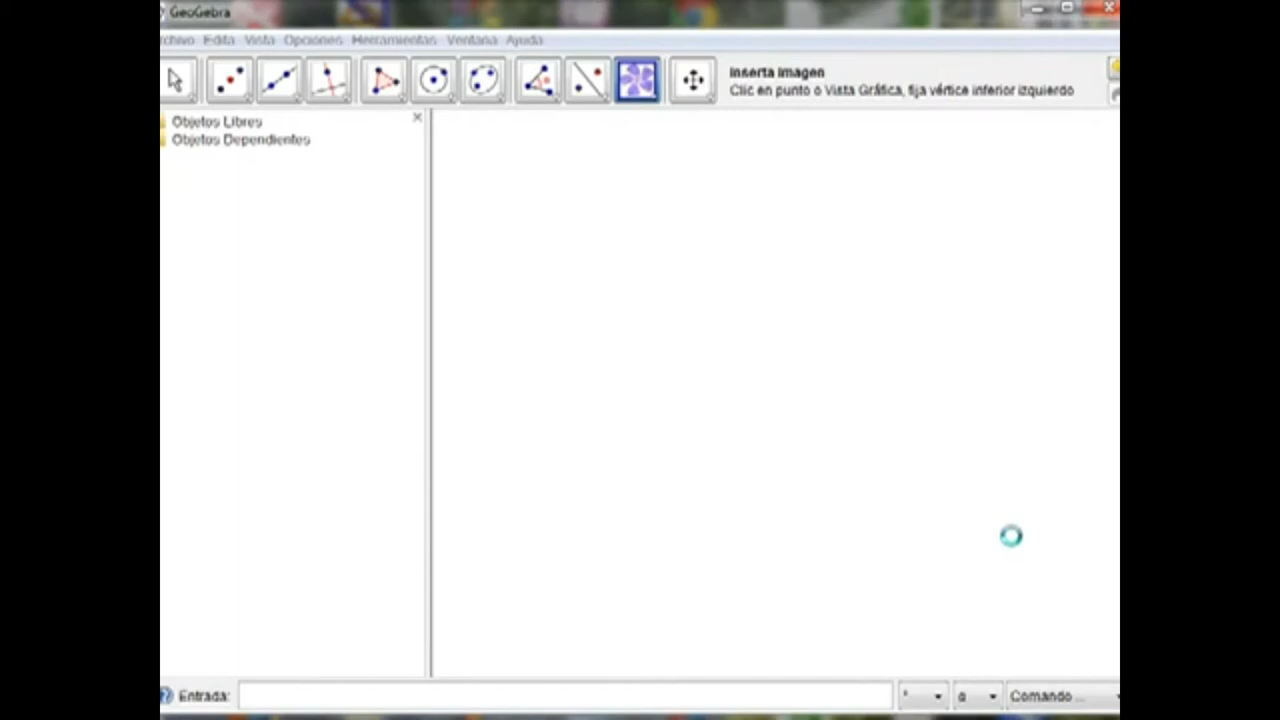 GeoGebra
rchivo Edita Vista Opciones Herramientas Ventana Ayuda
Inserta Imagen
Clic en punto o Vista Gráfica, fija vértice inferior izquierdo
Objetos Libres
Objetos Dependientes
Entrada:
α
Comando ...